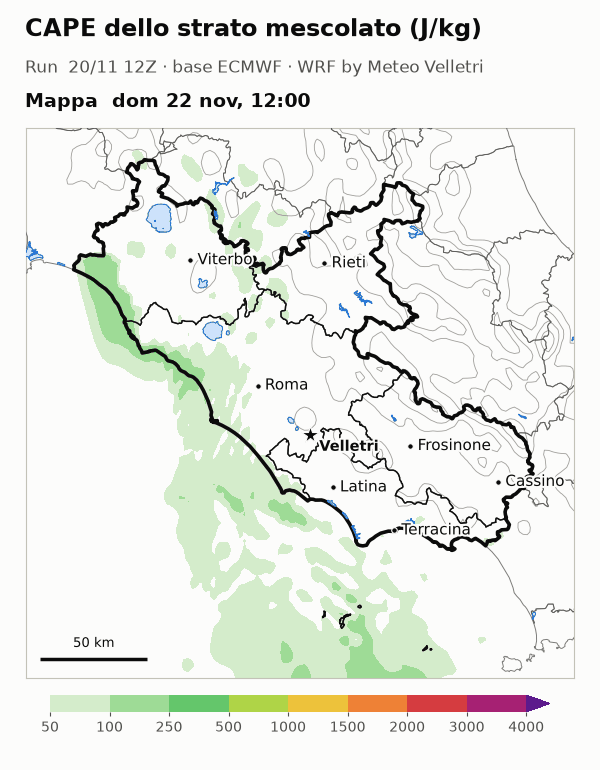 CAPE dello strato mescolato (J/kg)
Run  20/11 12Z · base ECMWF · WRF by Meteo Velletri
Mappa  dom 22 nov, 12:00
Viterbo
Rieti
Roma
Velletri
Frosinone
Cassino
Latina
Terracina
50 km
50 100 250 500 1000 1500 2000 3000 4000